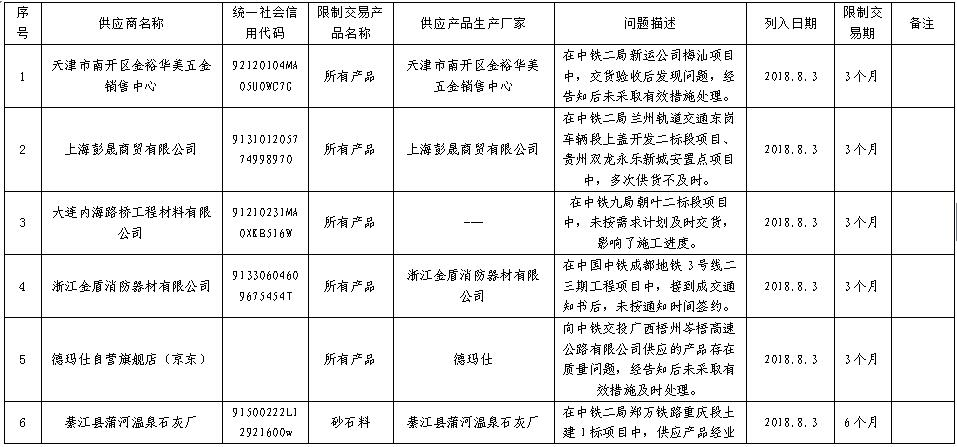 序号 供应商名称 统一社会信用代码 限制交易产品名称 供应产品生产厂家 问题描述 列入日期 限制交易期 备注
1 天津市南开区金裕华美五金销售中心 92120104MA05U0WC7G 所有产品 天津市南开区金裕华美五金销售中心 在中铁二局新运公司梅汕项目中，交货验收后发现问题，经告知后未采取有效措施处理。 2018.8.3 3个月
2 上海彭晟商贸有限公司 913101205774998970 所有产品 上海彭晟商贸有限公司 在中铁二局兰州轨道交通东岗车辆段上盖开发二标段项目、贵州双龙永乐新城安置点项目中，多次供货不及时。 2018.8.3 3个月
3 大连内海路桥工程材料有限公司 91210231MA0XKB516W 所有产品 --- 在中铁九局朝叶二标段项目中，未按需求计划及时交货，影响了施工进度。 2018.8.3 3个月
4 浙江金盾消防器材有限公司 91330604609675454T 所有产品 浙江金盾消防器材有限公司 在中国中铁成都地铁3号线二三期工程项目中，接到成交通知书后，未按通知时间签约。 2018.8.3 3个月
5 德玛仕自营旗舰店（京东） 所有产品 德玛仕 向中铁交投广西梧州岑梧高速公路有限公司供应的产品存在质量问题，经告知后未采取有效措施及时处理。 2018.8.3 3个月
6 綦江县蒲河温泉石灰厂 91500222L12921600w 砂石料 綦江县蒲河温泉石灰厂 在中铁二局郑万铁路重庆段土建1标项目中，供应产品经业 2018.8.3 6个月